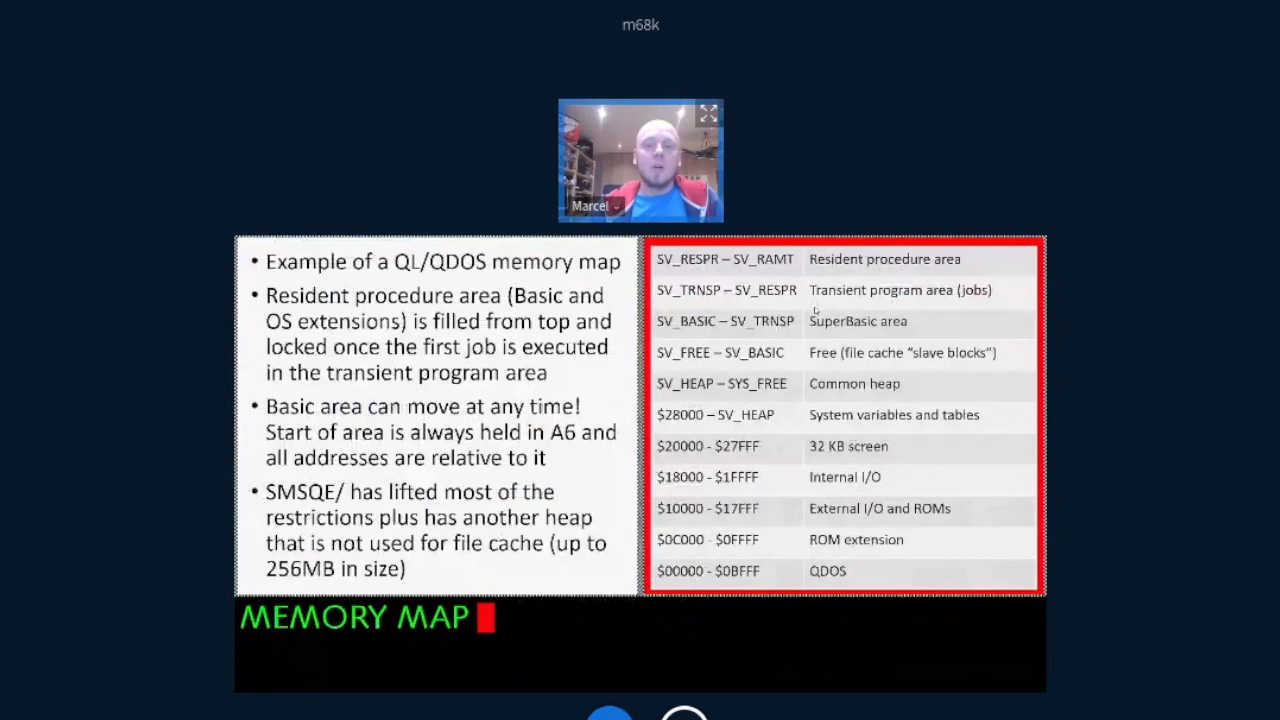 m68k
Marcel
• Example of a QL/QDOS memory map
• Resident procedure area (Basic and
OS extensions) is filled from top and
locked once the first job is executed
in the transient program area
• Basic area can move at any time!
Start of area is always held in A6 and
all addresses are relative to it
• SMSQE/ has lifted most of the
restrictions plus has another heap
that is not used for file cache (up to
256MB in size)
SV_RESPR – SV_RAMT Resident procedure area
SV_TRNSP – SV_RESPR Transient program area (jobs)
SV_BASIC – SV_TRNSP SuperBasic area
SV_FREE – SV_BASIC Free (file cache “slave blocks”)
SV_HEAP – SYS_FREE Common heap
$28000 – SV_HEAP System variables and tables
$20000 - $27FFF 32 KB screen
$18000 - $1FFFF Internal I/O
$10000 - $17FFF External I/O and ROMs
$0C000 - $0FFFF ROM extension
$00000 - $0BFFF QDOS
MEMORY MAP